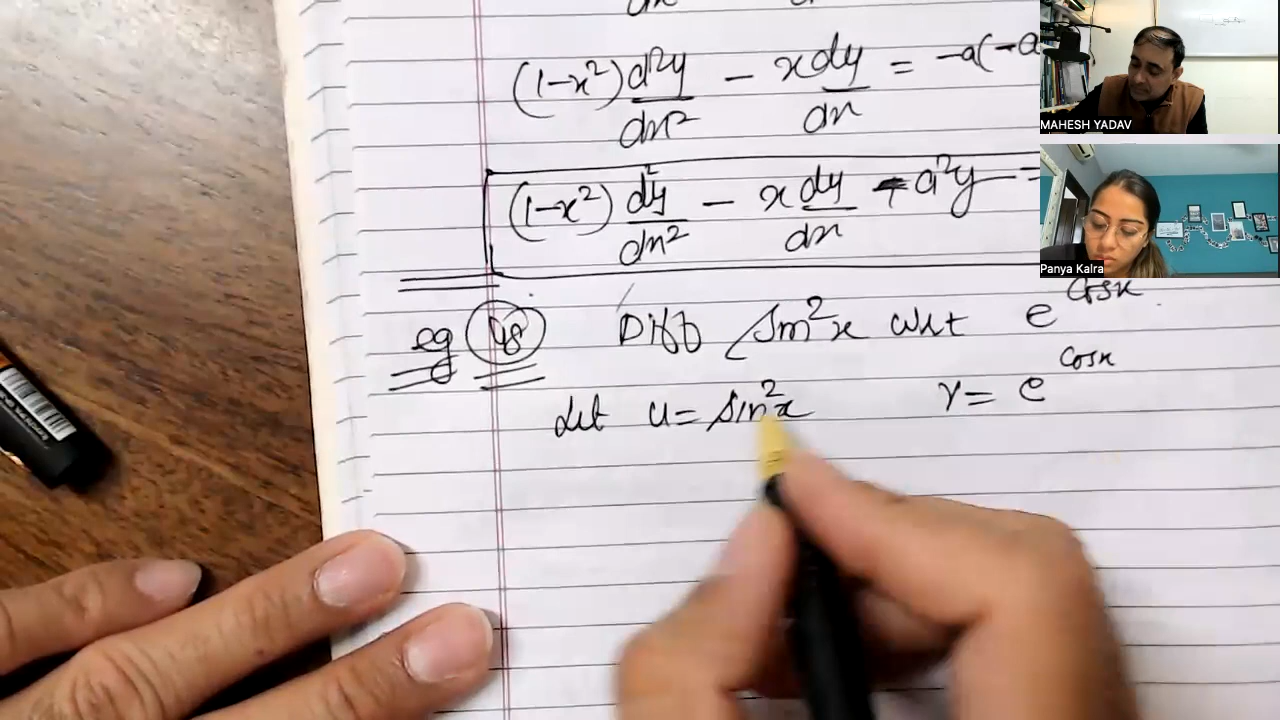 (1-x²) d²y/dx² - x dy/dx = -a(-a
(1-x²) d²y/dx² - x dy/dx + a²y =
eg 48 Diff Sin²x wrt e^Cosx
Let u = Sin²x v = e^Cosx
MAHESH YADAV
Panya Kalra